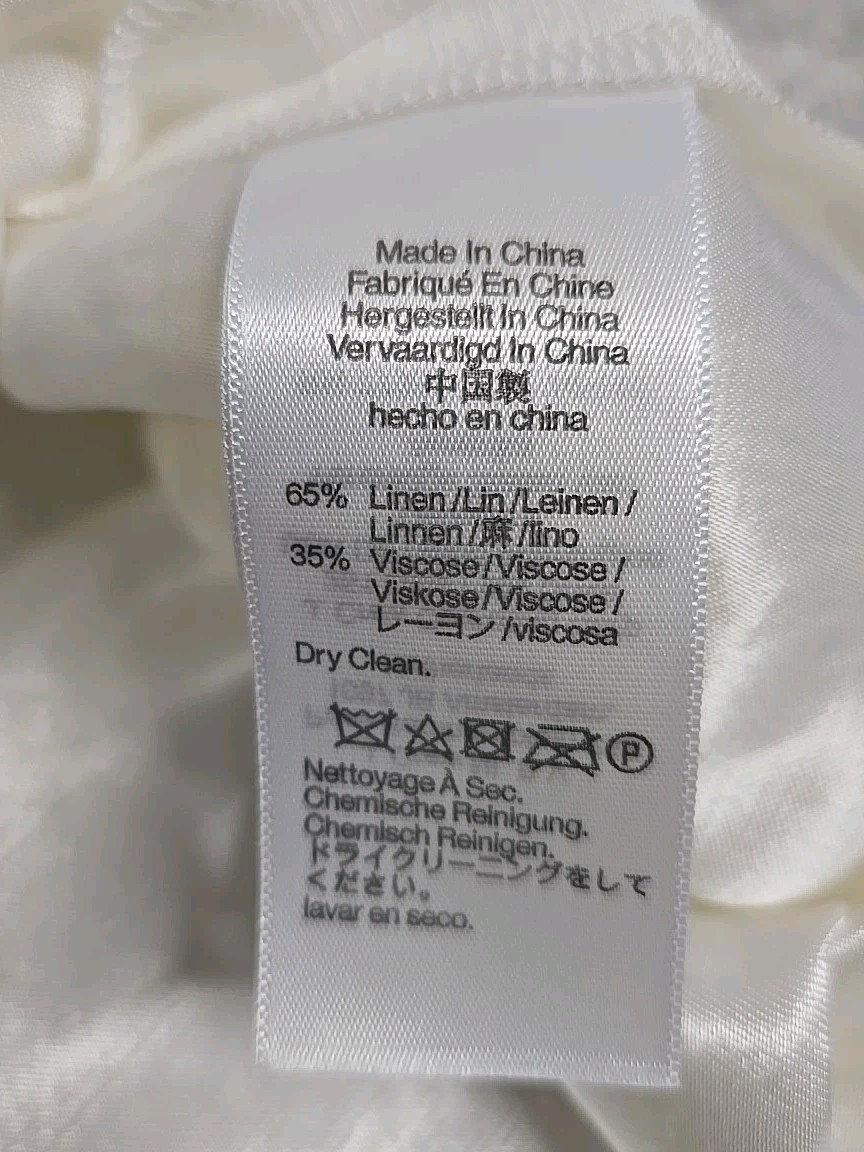 Made In China
Fabriqué En Chine
Hergestellt In China
Vervaardigd In China
中国製
hecho en china
65% Linen/Lin/Leinen/
Linnen/麻/lino
35% Viscose/Viscose/
Viskose/Viscose/
レーヨン/viscosa
Dry Clean.
P
Nettoyage À Sec.
Chemische Reinigung.
Chemisch Reinigen.
ドライクリーニングをして
ください。
lavar en seco.